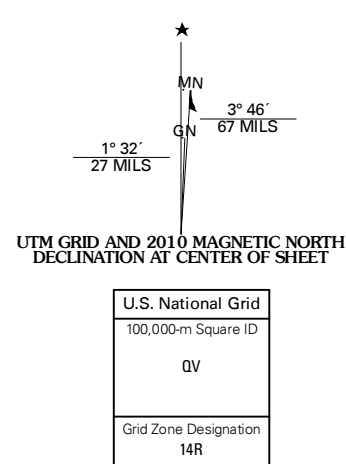 MN
3° 46´
67 MILS
GN
1° 32´
27 MILS
UTM GRID AND 2010 MAGNETIC NORTH
DECLINATION AT CENTER OF SHEET
U.S. National Grid
100,000-m Square ID
QV
Grid Zone Designation
14R